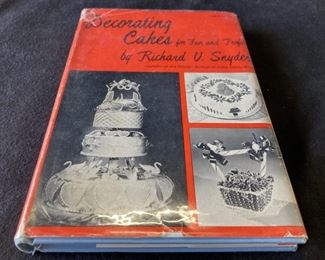 Decorating
Cakes for Fun and Profit
by Richard V. Snyder